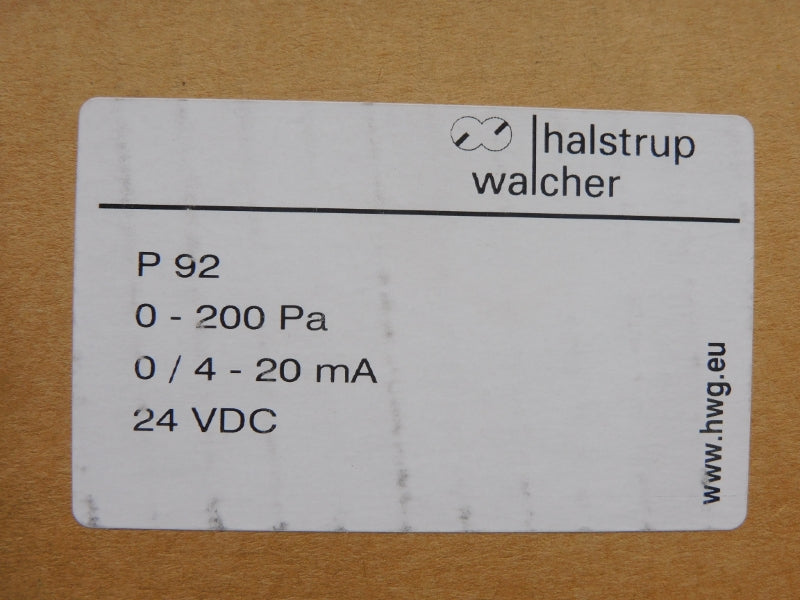 halstrup
walcher
P 92
0 - 200 Pa
0 / 4 - 20 mA
24 VDC
www.hwg.eu